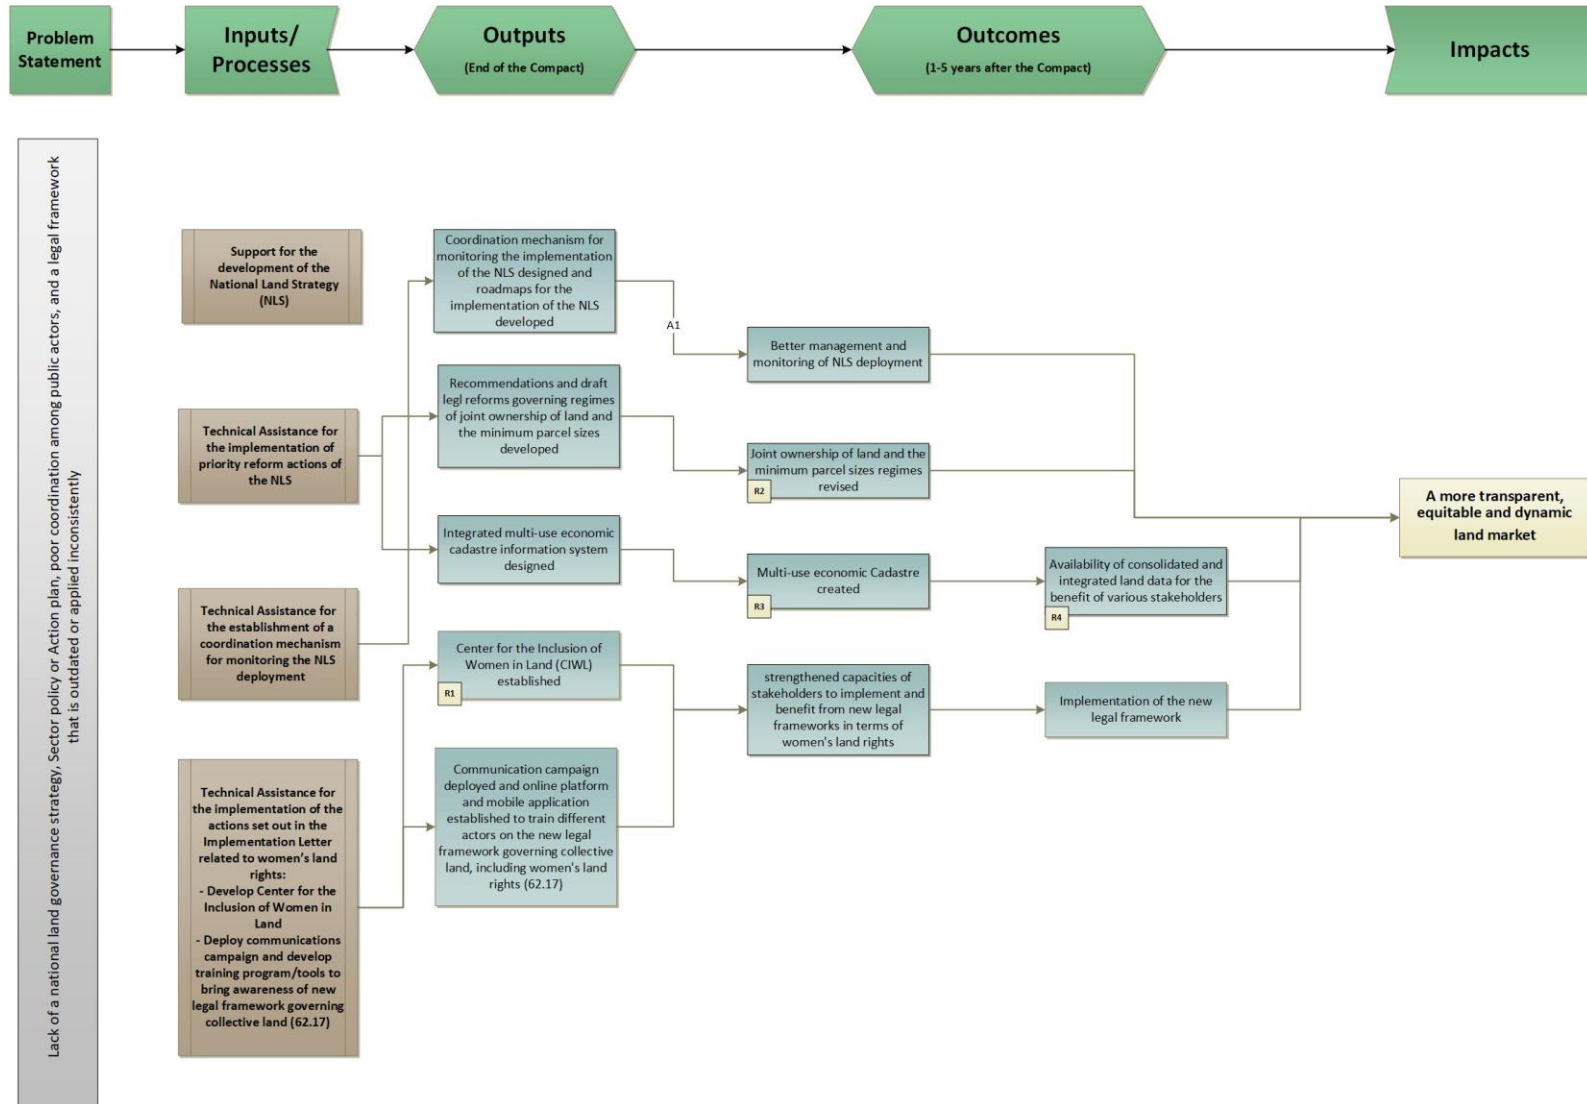 Problem
Statement
Inputs/
Processes
Outputs
(End of the Compact)
Outcomes
(1-5 years after the Compact)
Impacts
Lack of a national land governance strategy, Sector policy or Action plan, poor coordination among public actors, and a legal framework
that is outdated or applied inconsistently
Support for the
development of the
National Land Strategy
(NLS)
Technical Assistance for
the implementation of
priority reform actions of
the NLS
Technical Assistance for
the establishment of a
coordination mechanism
for monitoring the NLS
deployment
Technical Assistance for
the implementation of the
actions set out in the
Implementation Letter
related to women’s land
rights:
- Develop Center for the
Inclusion of Women in
Land
- Deploy communications
campaign and develop
training program/tools to
bring awareness of new
legal framework governing
collective land (62.17)
Coordination mechanism for
monitoring the implementation
of the NLS designed and
roadmaps for the
implementation of the NLS
developed
Recommendations and draft
legl reforms governing regimes
of joint ownership of land and
the minimum parcel sizes
developed
Integrated multi-use economic
cadastre information system
designed
Center for the Inclusion of
Women in Land (CIWL)
established
R1
Communication campaign
deployed and online platform
and mobile application
established to train different
actors on the new legal
framework governing collective
land, including women's land
rights (62.17)
A1
Better management and
monitoring of NLS deployment
Joint ownership of land and the
minimum parcel sizes regimes
revised
R2
Multi-use economic Cadastre
created
R3
strengthened capacities of
stakeholders to implement and
benefit from new legal
frameworks in terms of
women's land rights
Availability of consolidated and
integrated land data for the
benefit of various stakeholders
R4
Implementation of the new
legal framework
A more transparent,
equitable and dynamic
land market